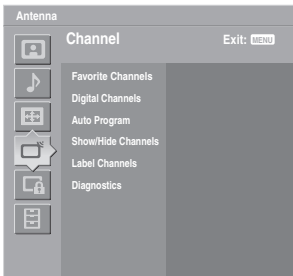 Antenna
Channel Exit: MENU
Favorite Channels
Digital Channels
Auto Program
Show/Hide Channels
Label Channels
Diagnostics